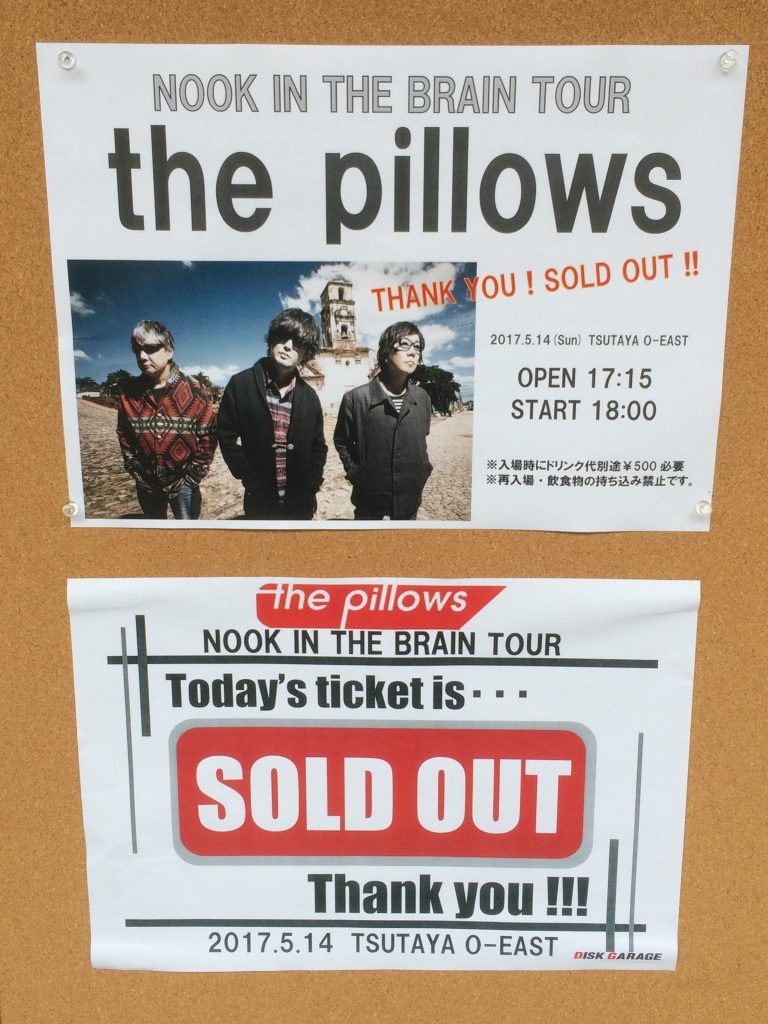 NOOK IN THE BRAIN TOUR
the pillows
THANK YOU ! SOLD OUT !!
2017.5.14 (Sun) TSUTAYA O-EAST
OPEN 17:15
START 18:00
※入場時にドリンク代別途¥500 必要
※再入場・飲食物の持ち込み禁止です。
the pillows
NOOK IN THE BRAIN TOUR
Today's ticket is・・・
SOLD OUT
Thank you !!!
2017.5.14 TSUTAYA O-EAST
DISK GARAGE